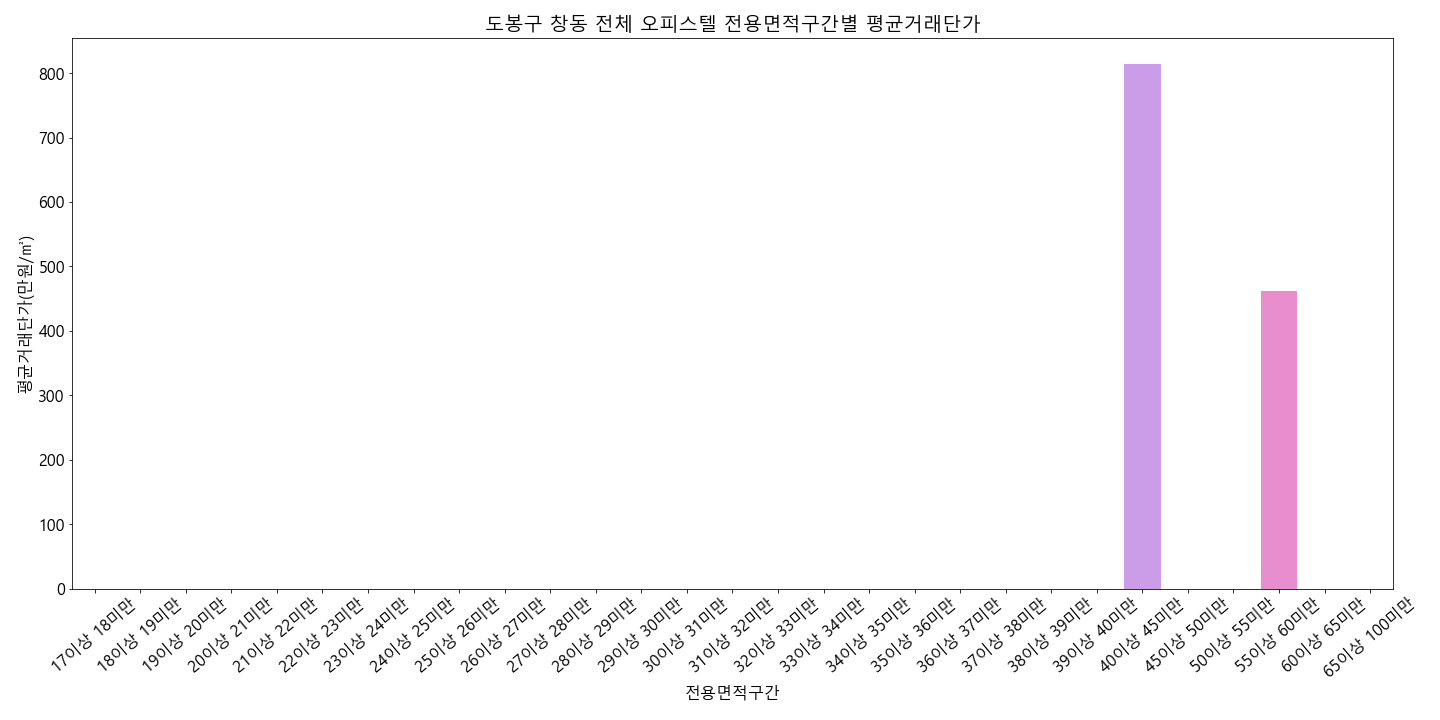 도봉구 창동 전체 오피스텔 전용면적구간별 평균거래단가
평균거래단가(만원/㎡)
800
700
600
500
400
300
200
100
0
17이상 18미만
18이상 19미만
19이상 20미만
20이상 21미만
21이상 22미만
22이상 23미만
23이상 24미만
24이상 25미만
25이상 26미만
26이상 27미만
27이상 28미만
28이상 29미만
29이상 30미만
30이상 31미만
31이상 32미만
32이상 33미만
33이상 34미만
34이상 35미만
35이상 36미만
36이상 37미만
37이상 38미만
38이상 39미만
39이상 40미만
40이상 45미만
45이상 50미만
50이상 55미만
55이상 60미만
60이상 65미만
65이상 100미만
전용면적구간